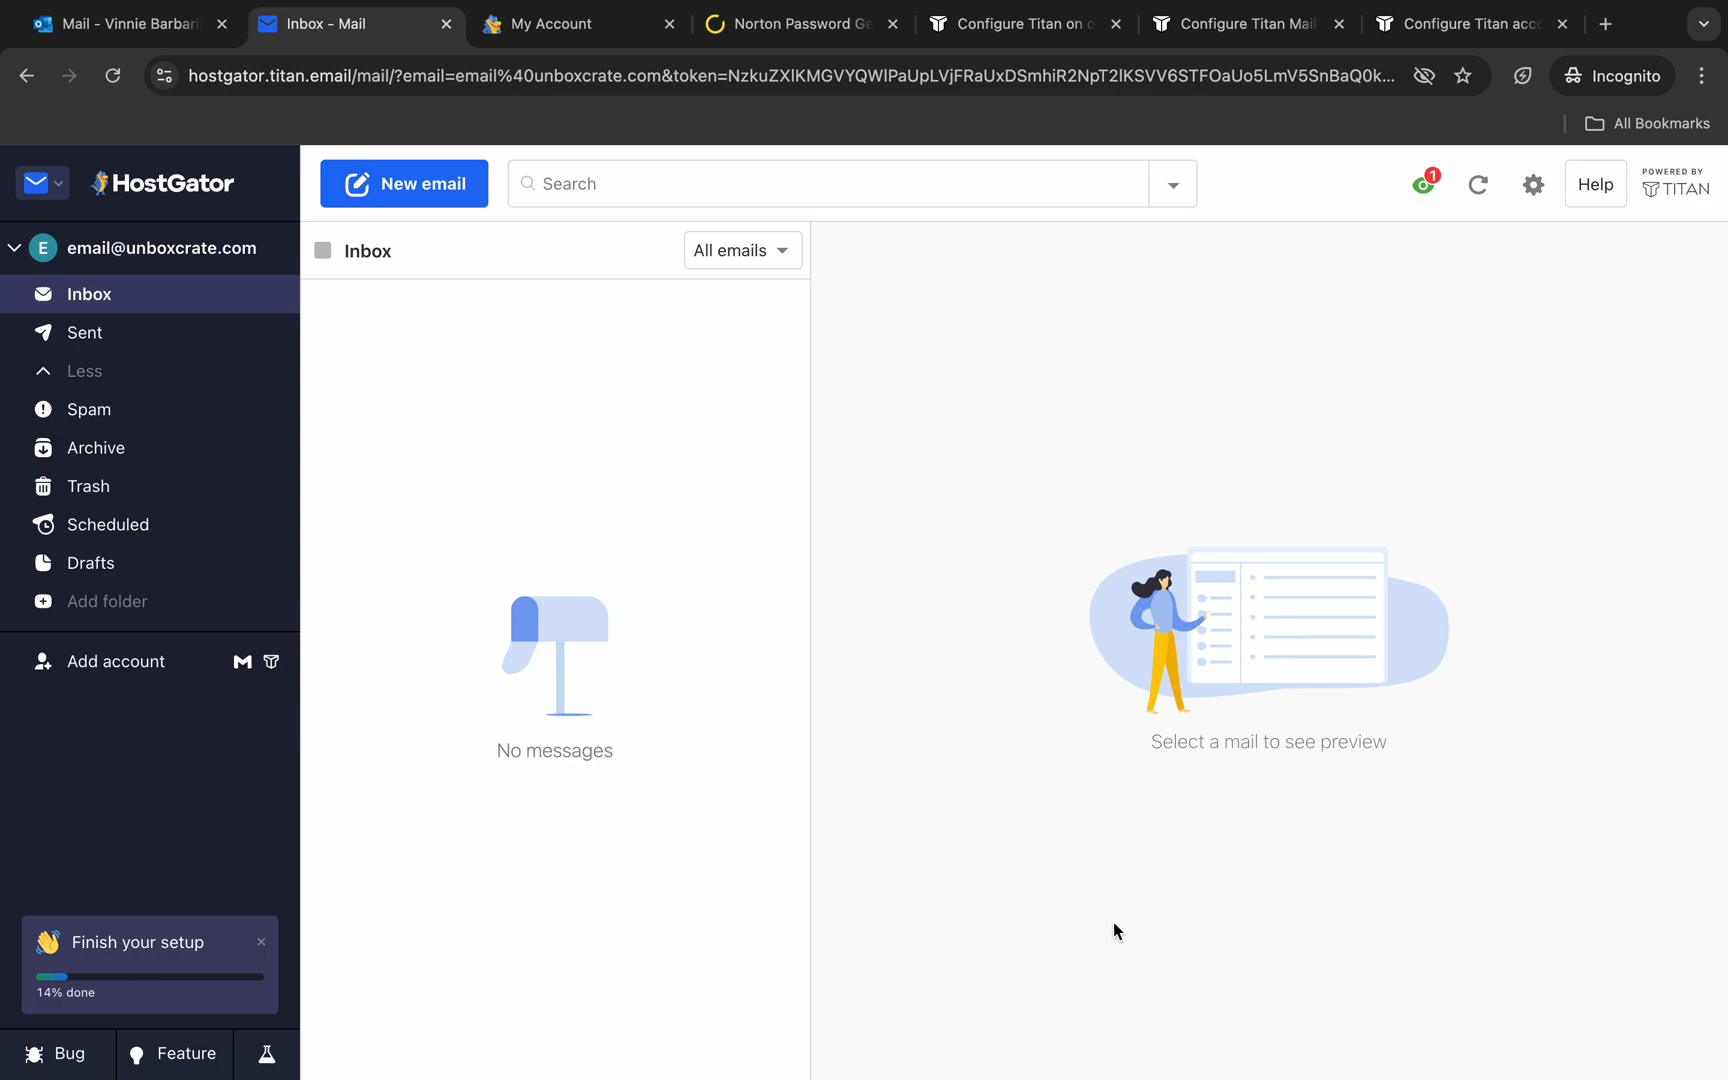 Mail - Vinnie Barbari
Inbox - Mail
My Account
Norton Password Ge
Configure Titan on o
Configure Titan Mail
Configure Titan acc
hostgator.titan.email/mail/?email=email%40unboxcrate.com&token=NzkuZXlKMGVYQWlPaUpLVjFRaUxDSmhiR2NpT2lKSVV6STFOaUo5LmV5SnBaQ0k...
Incognito
All Bookmarks
HostGator
New email
Search
1
Help
POWERED BY
TITAN
E
email@unboxcrate.com
Inbox
All emails
Inbox
Sent
Less
Spam
Archive
Trash
Scheduled
Drafts
Add folder
Add account
No messages
Select a mail to see preview
Finish your setup
14% done
Bug
Feature